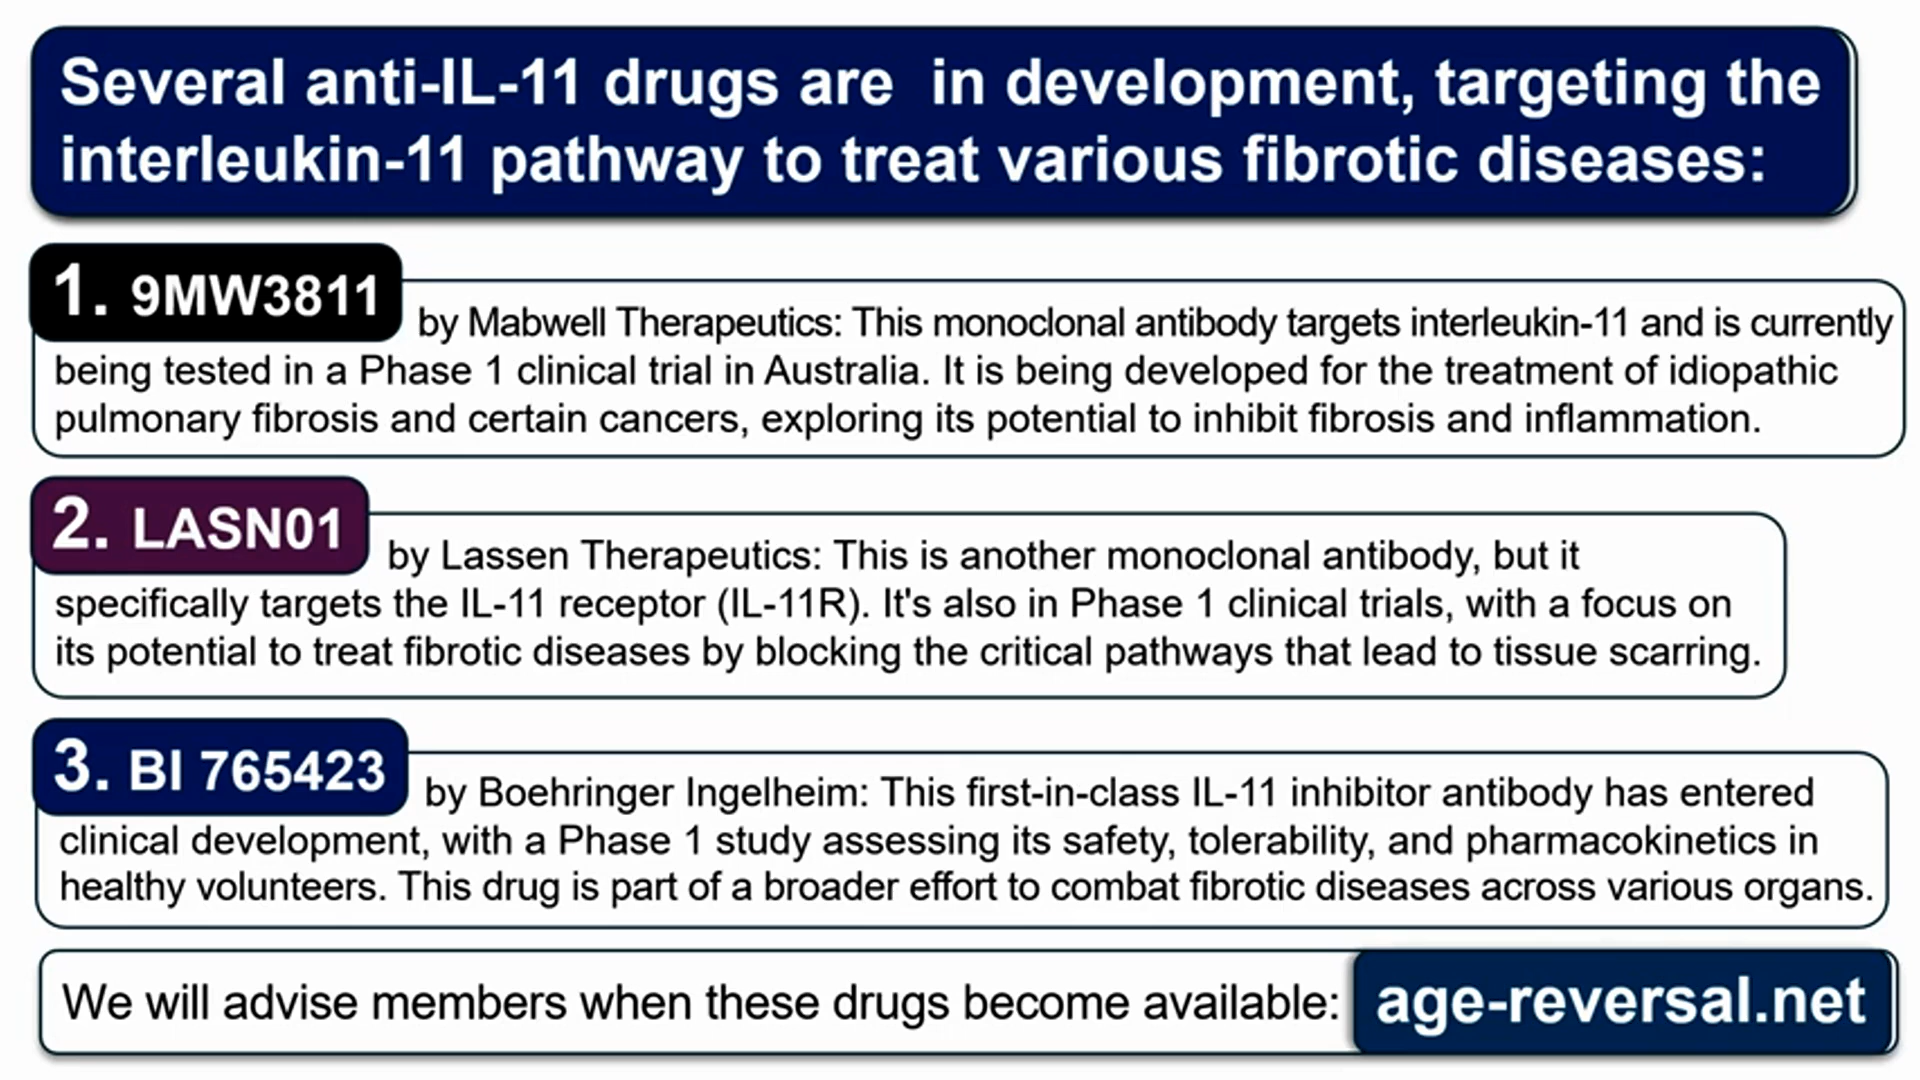 Several anti-IL-11 drugs are  in development, targeting the
interleukin-11 pathway to treat various fibrotic diseases:
1. 9MW3811 by Mabwell Therapeutics: This monoclonal antibody targets interleukin-11 and is currently
being tested in a Phase 1 clinical trial in Australia. It is being developed for the treatment of idiopathic
pulmonary fibrosis and certain cancers, exploring its potential to inhibit fibrosis and inflammation.
2. LASN01 by Lassen Therapeutics: This is another monoclonal antibody, but it
specifically targets the IL-11 receptor (IL-11R). It's also in Phase 1 clinical trials, with a focus on
its potential to treat fibrotic diseases by blocking the critical pathways that lead to tissue scarring.
3. BI 765423 by Boehringer Ingelheim: This first-in-class IL-11 inhibitor antibody has entered
clinical development, with a Phase 1 study assessing its safety, tolerability, and pharmacokinetics in
healthy volunteers. This drug is part of a broader effort to combat fibrotic diseases across various organs.
We will advise members when these drugs become available: age-reversal.net